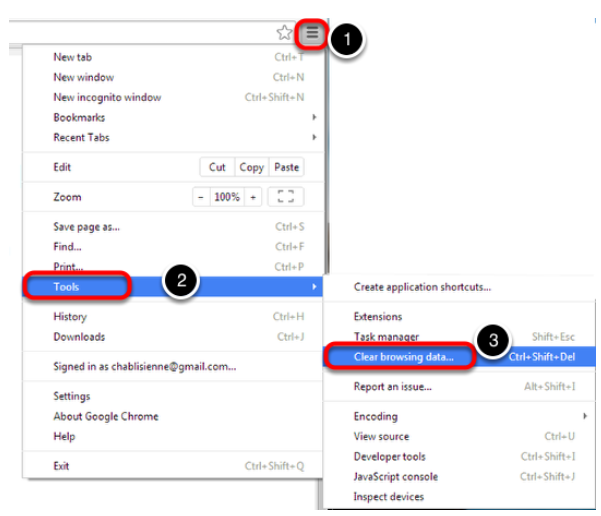 1
New tab Ctrl+T
New window Ctrl+N
New incognito window Ctrl+Shift+N
Bookmarks
Recent Tabs
Edit Cut Copy Paste
Zoom - 100% +
Save page as... Ctrl+S
Find... Ctrl+F
Print... Ctrl+P
Tools 2
History Ctrl+H
Downloads Ctrl+J
Signed in as chablisienne@gmail.com...
Settings
About Google Chrome
Help
Exit Ctrl+Shift+Q
Create application shortcuts...
Extensions
Task manager Shift+Esc
3
Clear browsing data... Ctrl+Shift+Del
Report an issue... Alt+Shift+I
Encoding
View source Ctrl+U
Developer tools Ctrl+Shift+I
JavaScript console Ctrl+Shift+J
Inspect devices